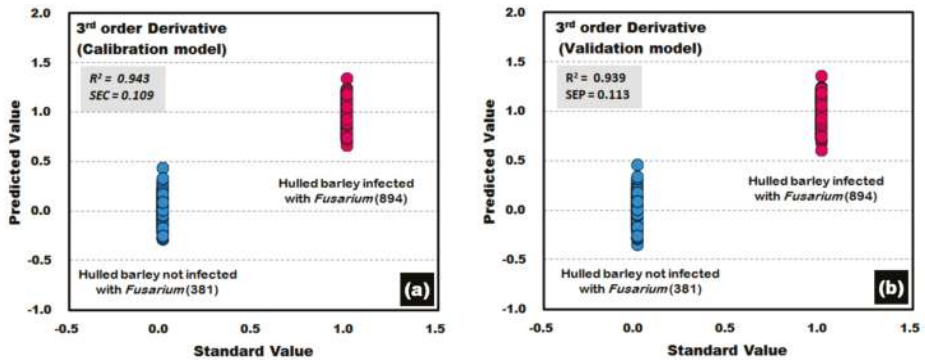 3rd order Derivative
(Calibration model)
R² = 0.943
SEC = 0.109
Hulled barley infected
with Fusarium (894)
Hulled barley not infected
with Fusarium (381)
(a)
Predicted Value
2.0
1.5
1.0
0.5
0.0
-0.5
-1.0
-0.5
0.0
0.5
1.0
1.5
Standard Value
3rd order Derivative
(Validation model)
R² = 0.939
SEP = 0.113
Hulled barley infected
with Fusarium (894)
Hulled barley not infected
with Fusarium (381)
(b)
Predicted Value
2.0
1.5
1.0
0.5
0.0
-0.5
-1.0
-0.5
0.0
0.5
1.0
1.5
Standard Value